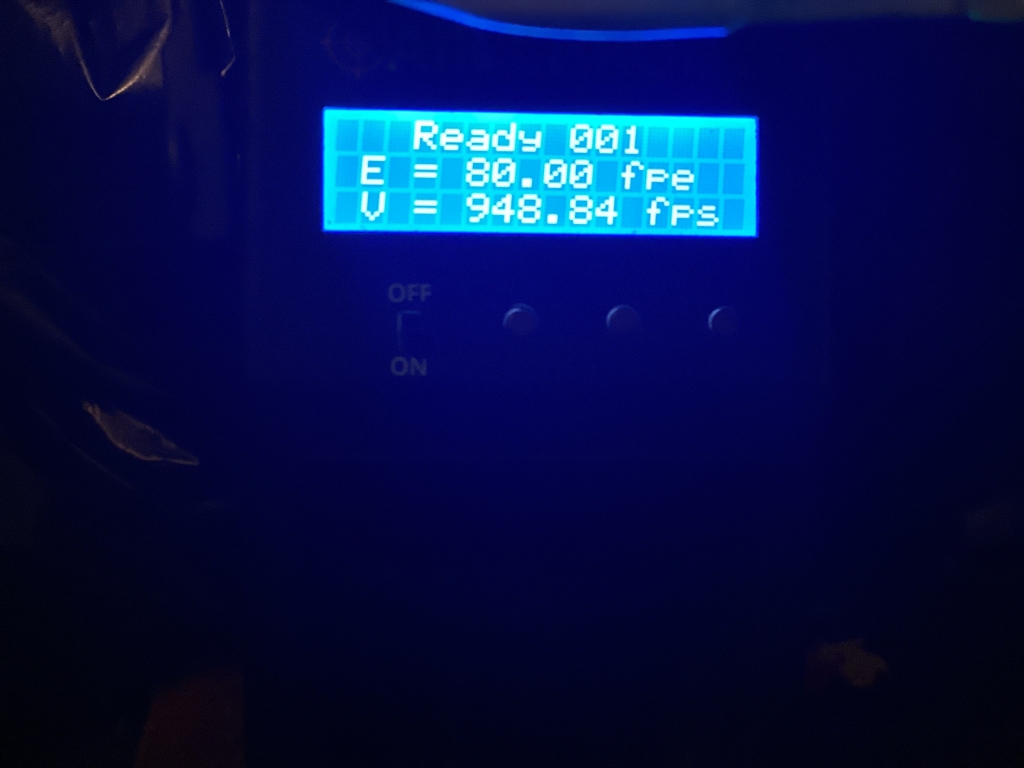 Ready 001
E = 80.00 fpe
V = 948.84 fps
OFF
ON